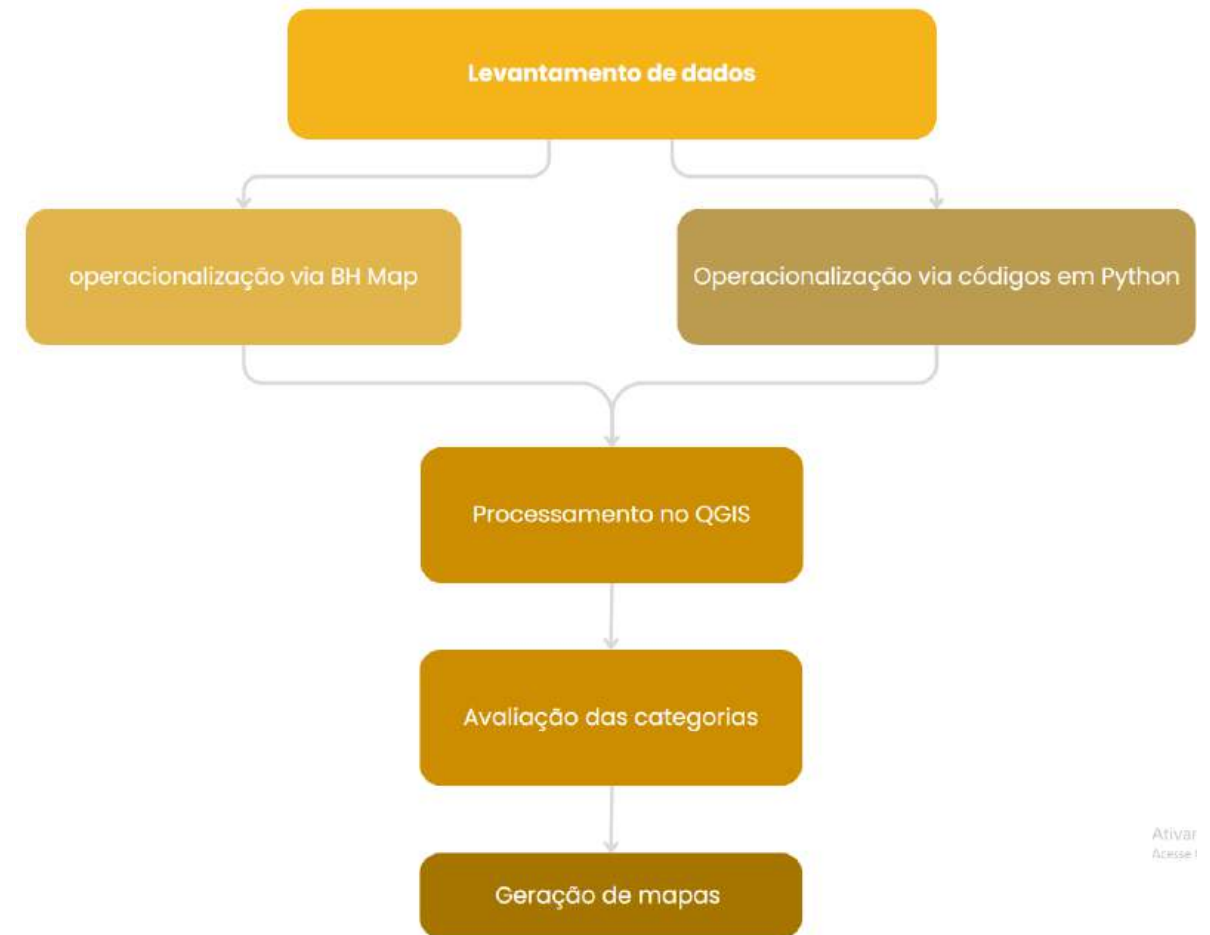 Levantamento de dados
operacionalização via BH Map
Operacionalização via códigos em Python
Processamento no QGIS
Avaliação das categorias
Geração de mapas
Ativar
Acesse